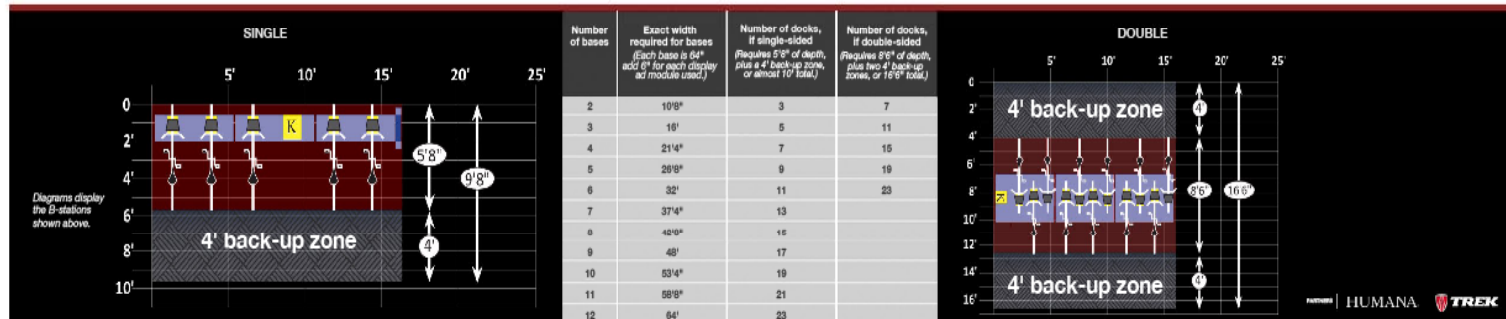 SINGLE
5' 10' 15' 20' 25'
0
2'
4'
6'
8'
10'
K
5'8"
9'8"
4'
4' back-up zone
Diagrams display
the B-stations
shown above.
Number
of bases
Exact width
required for bases
(Each base is 64"
add 6" for each display
ad module used.)
Number of docks,
if single-sided
(Requires 5'8" of depth,
plus a 4' back-up zone,
or almost 10' total.)
Number of docks,
if double-sided
(Requires 8'6" of depth,
plus two 4' back-up
zones, or 16'6" total.)
2 10'8" 3 7
3 16' 5 11
4 21'4" 7 15
5 26'8" 9 19
6 32' 11 23
7 37'4" 13
8 42'8" 15
9 48' 17
10 53'4" 19
11 58'8" 21
12 64' 23
DOUBLE
5' 10' 15' 20' 25'
0
2'
4'
6'
8'
10'
12'
14'
16'
4' back-up zone
K
4'
8'6"
16'6"
4'
4' back-up zone
PARTNERS HUMANA. TREK